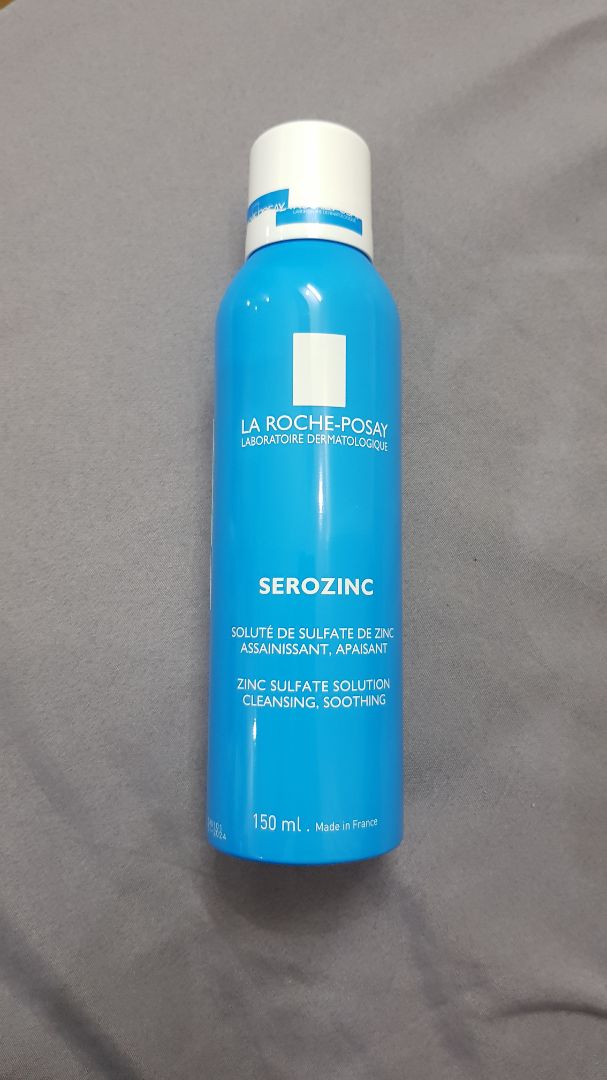 LA ROCHE-POSAY
LABORATOIRE DERMATOLOGIQUE
SEROZINC
SOLUTÉ DE SULFATE DE ZINC
ASSAINISSANT, APAISANT
ZINC SULFATE SOLUTION
CLEANSING, SOOTHING
150 ml . Made in France